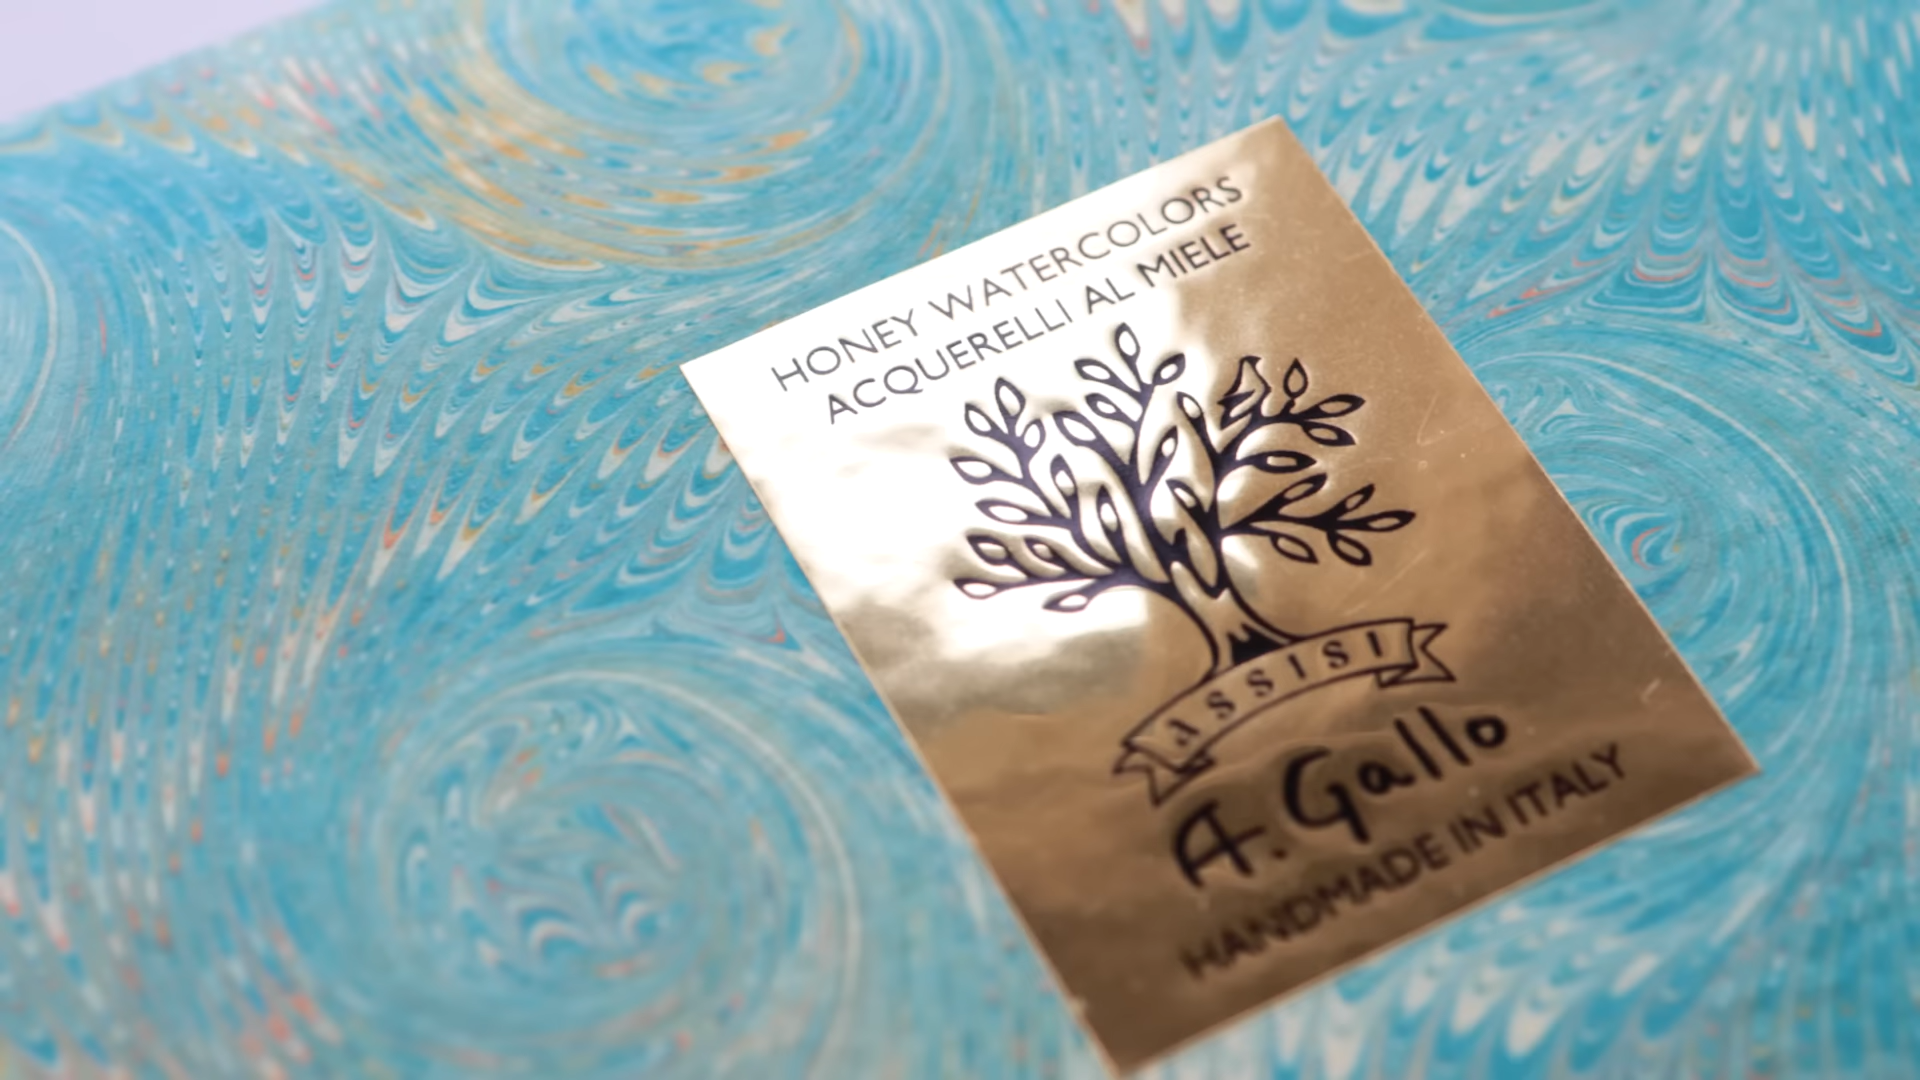 HONEY WATERCOLORS
ACQUERELLI AL MIELE
ASSISI
A. Gallo
HANDMADE IN ITALY